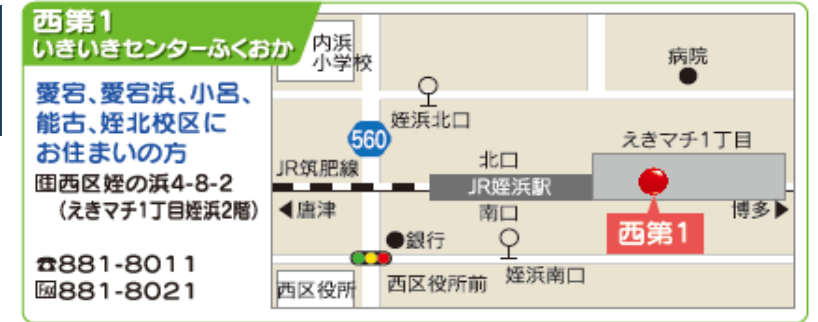 西第1
いきいきセンターふくおか
愛宕、愛宕浜、小呂、
能古、姪北校区に
お住まいの方
住西区姪の浜4-8-2
(えきマチ1丁目姪浜2階)
☎881-8011
FAX881-8021
内浜
小学校
病院
姪浜北口
560
えきマチ1丁目
JR筑肥線
北口
JR姪浜駅
◀唐津
南口
西第1
博多▶
●銀行
西区役所
西区役所前
姪浜南口